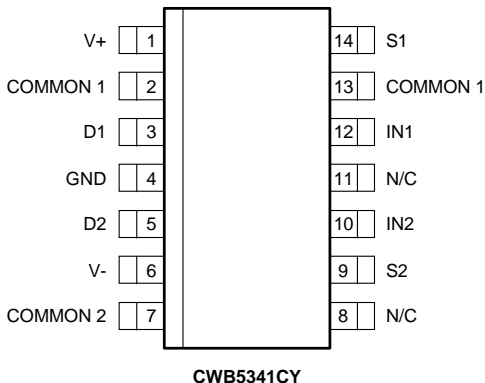 V+ 1 14 S1
COMMON 1 2 13 COMMON 1
D1 3 12 IN1
GND 4 11 N/C
D2 5 10 IN2
V- 6 9 S2
COMMON 2 7 8 N/C
CWB5341CY